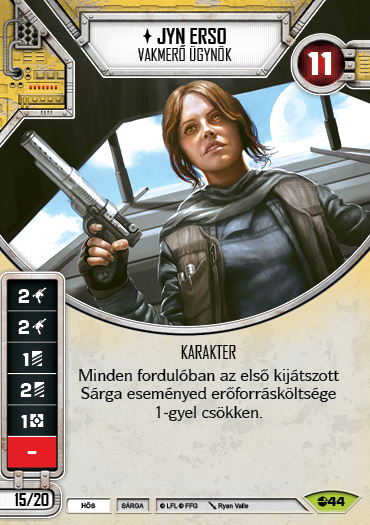 JYN ERSO
VAKMERŐ ÜGYNÖK
11
2
2
1
2
1
-
KARAKTER
Minden fordulóban az első kijátszott
Sárga eseményed erőforrásköltsége
1-gyel csökken.
15/20
HŐS
SÁRGA
© LFL © FFG
Ryan Valle
44